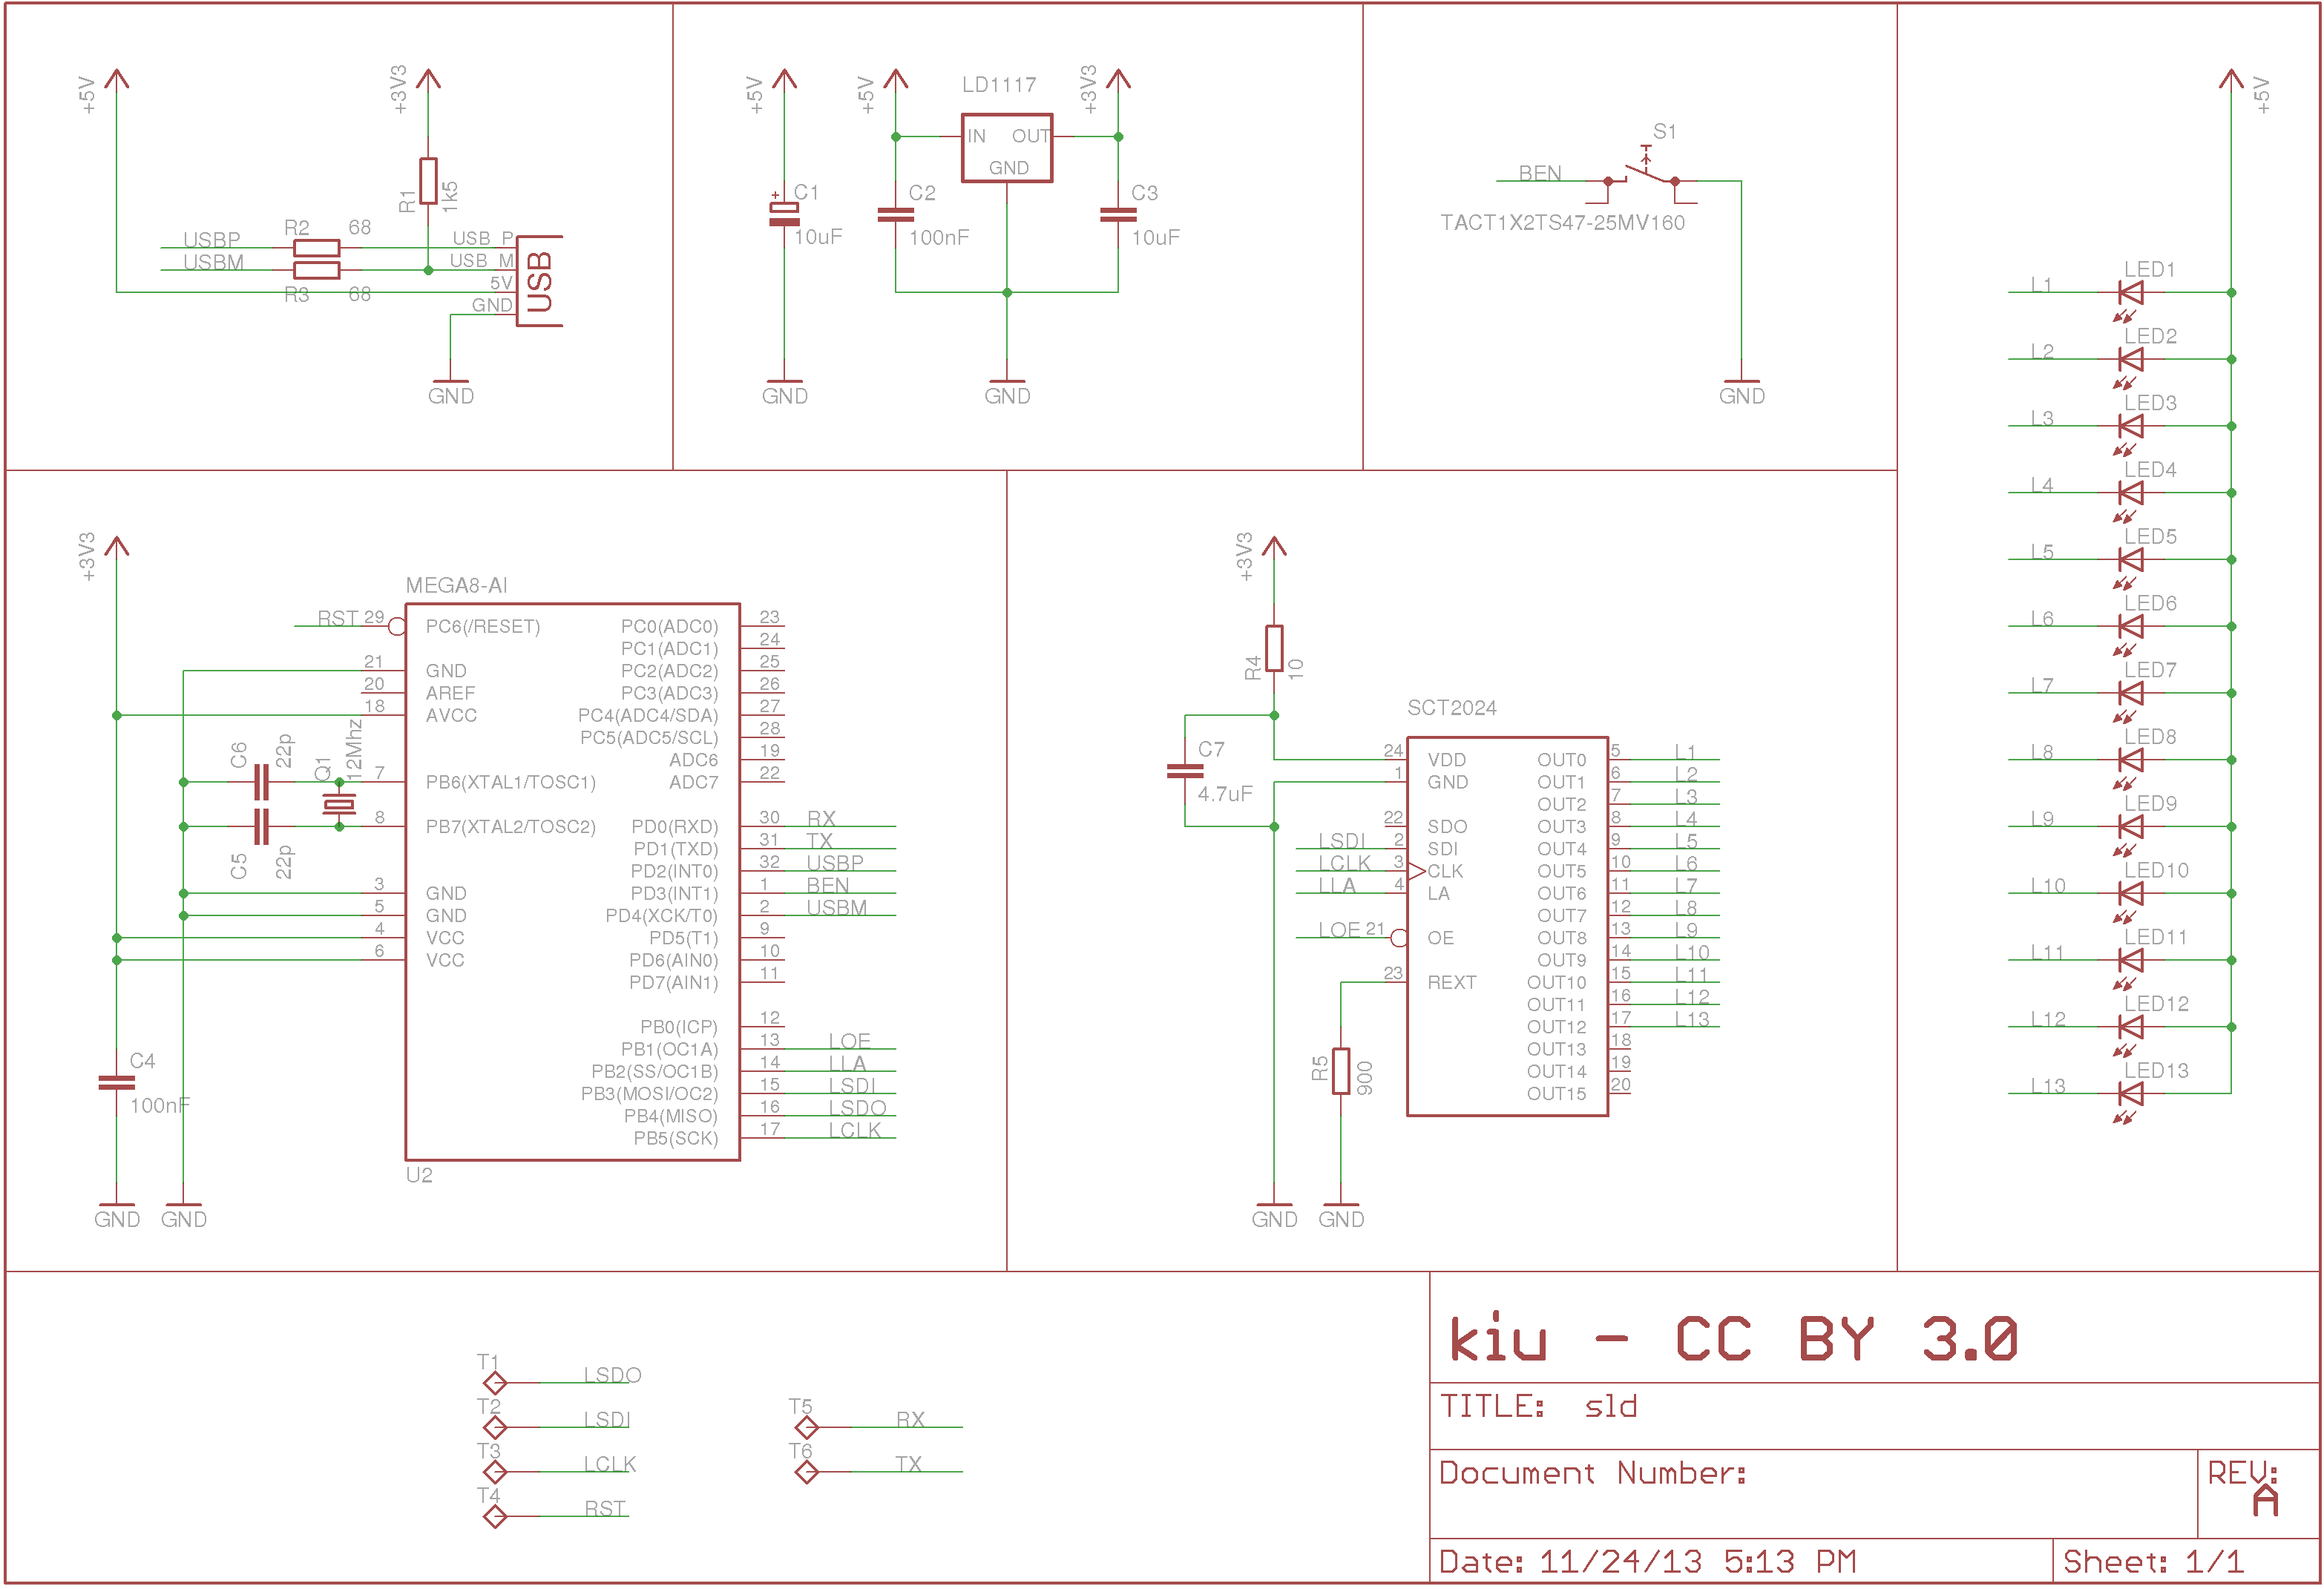 +5V
+3V3
R1
1k5
USBP
R2
68
USB_P
USBM
USB_M
R3
68
5V
GND
USB
GND
+5V
C1
10uF
GND
+5V
LD1117
IN
OUT
GND
+3V3
C2
100nF
C3
10uF
GND
S1
BEN
TACT1X2TS47-25MV160
GND
+5V
L1 LED1
L2 LED2
L3 LED3
L4 LED4
L5 LED5
L6 LED6
L7 LED7
L8 LED8
L9 LED9
L10 LED10
L11 LED11
L12 LED12
L13 LED13
+3V3
MEGA8-AI
RST 29 PC6(/RESET)
21 GND
20 AREF
18 AVCC
C6
22p
Q1
12Mhz
7 PB6(XTAL1/TOSC1)
8 PB7(XTAL2/TOSC2)
C5
22p
3 GND
5 GND
4 VCC
6 VCC
C4
100nF
GND
GND
PC0(ADC0) 23
PC1(ADC1) 24
PC2(ADC2) 25
PC3(ADC3) 26
PC4(ADC4/SDA) 27
PC5(ADC5/SCL) 28
ADC6 19
ADC7 22
PD0(RXD) 30 RX
PD1(TXD) 31 TX
PD2(INT0) 32 USBP
PD3(INT1) 1 BEN
PD4(XCK/T0) 2 USBM
PD5(T1) 9
PD6(AIN0) 10
PD7(AIN1) 11
PB0(ICP) 12
PB1(OC1A) 13 LOE
PB2(SS/OC1B) 14 LLA
PB3(MOSI/OC2) 15 LSDI
PB4(MISO) 16 LSDO
PB5(SCK) 17 LCLK
U2
+3V3
R4
10
C7
4.7uF
SCT2024
24 VDD
1 GND
22 SDO
LSDI 2 SDI
LCLK 3 CLK
LLA 4 LA
LOE 21 OE
23 REXT
R5
900
GND
GND
OUT0 5 L1
OUT1 6 L2
OUT2 7 L3
OUT3 8 L4
OUT4 9 L5
OUT5 10 L6
OUT6 11 L7
OUT7 12 L8
OUT8 13 L9
OUT9 14 L10
OUT10 15 L11
OUT11 16 L12
OUT12 17 L13
OUT13 18
OUT14 19
OUT15 20
T1 LSDO
T2 LSDI
T3 LCLK
T4 RST
T5 RX
T6 TX
kiu - CC BY 3.0
TITLE: sld
Document Number:
REV:
A
Date: 11/24/13 5:13 PM
Sheet: 1/1